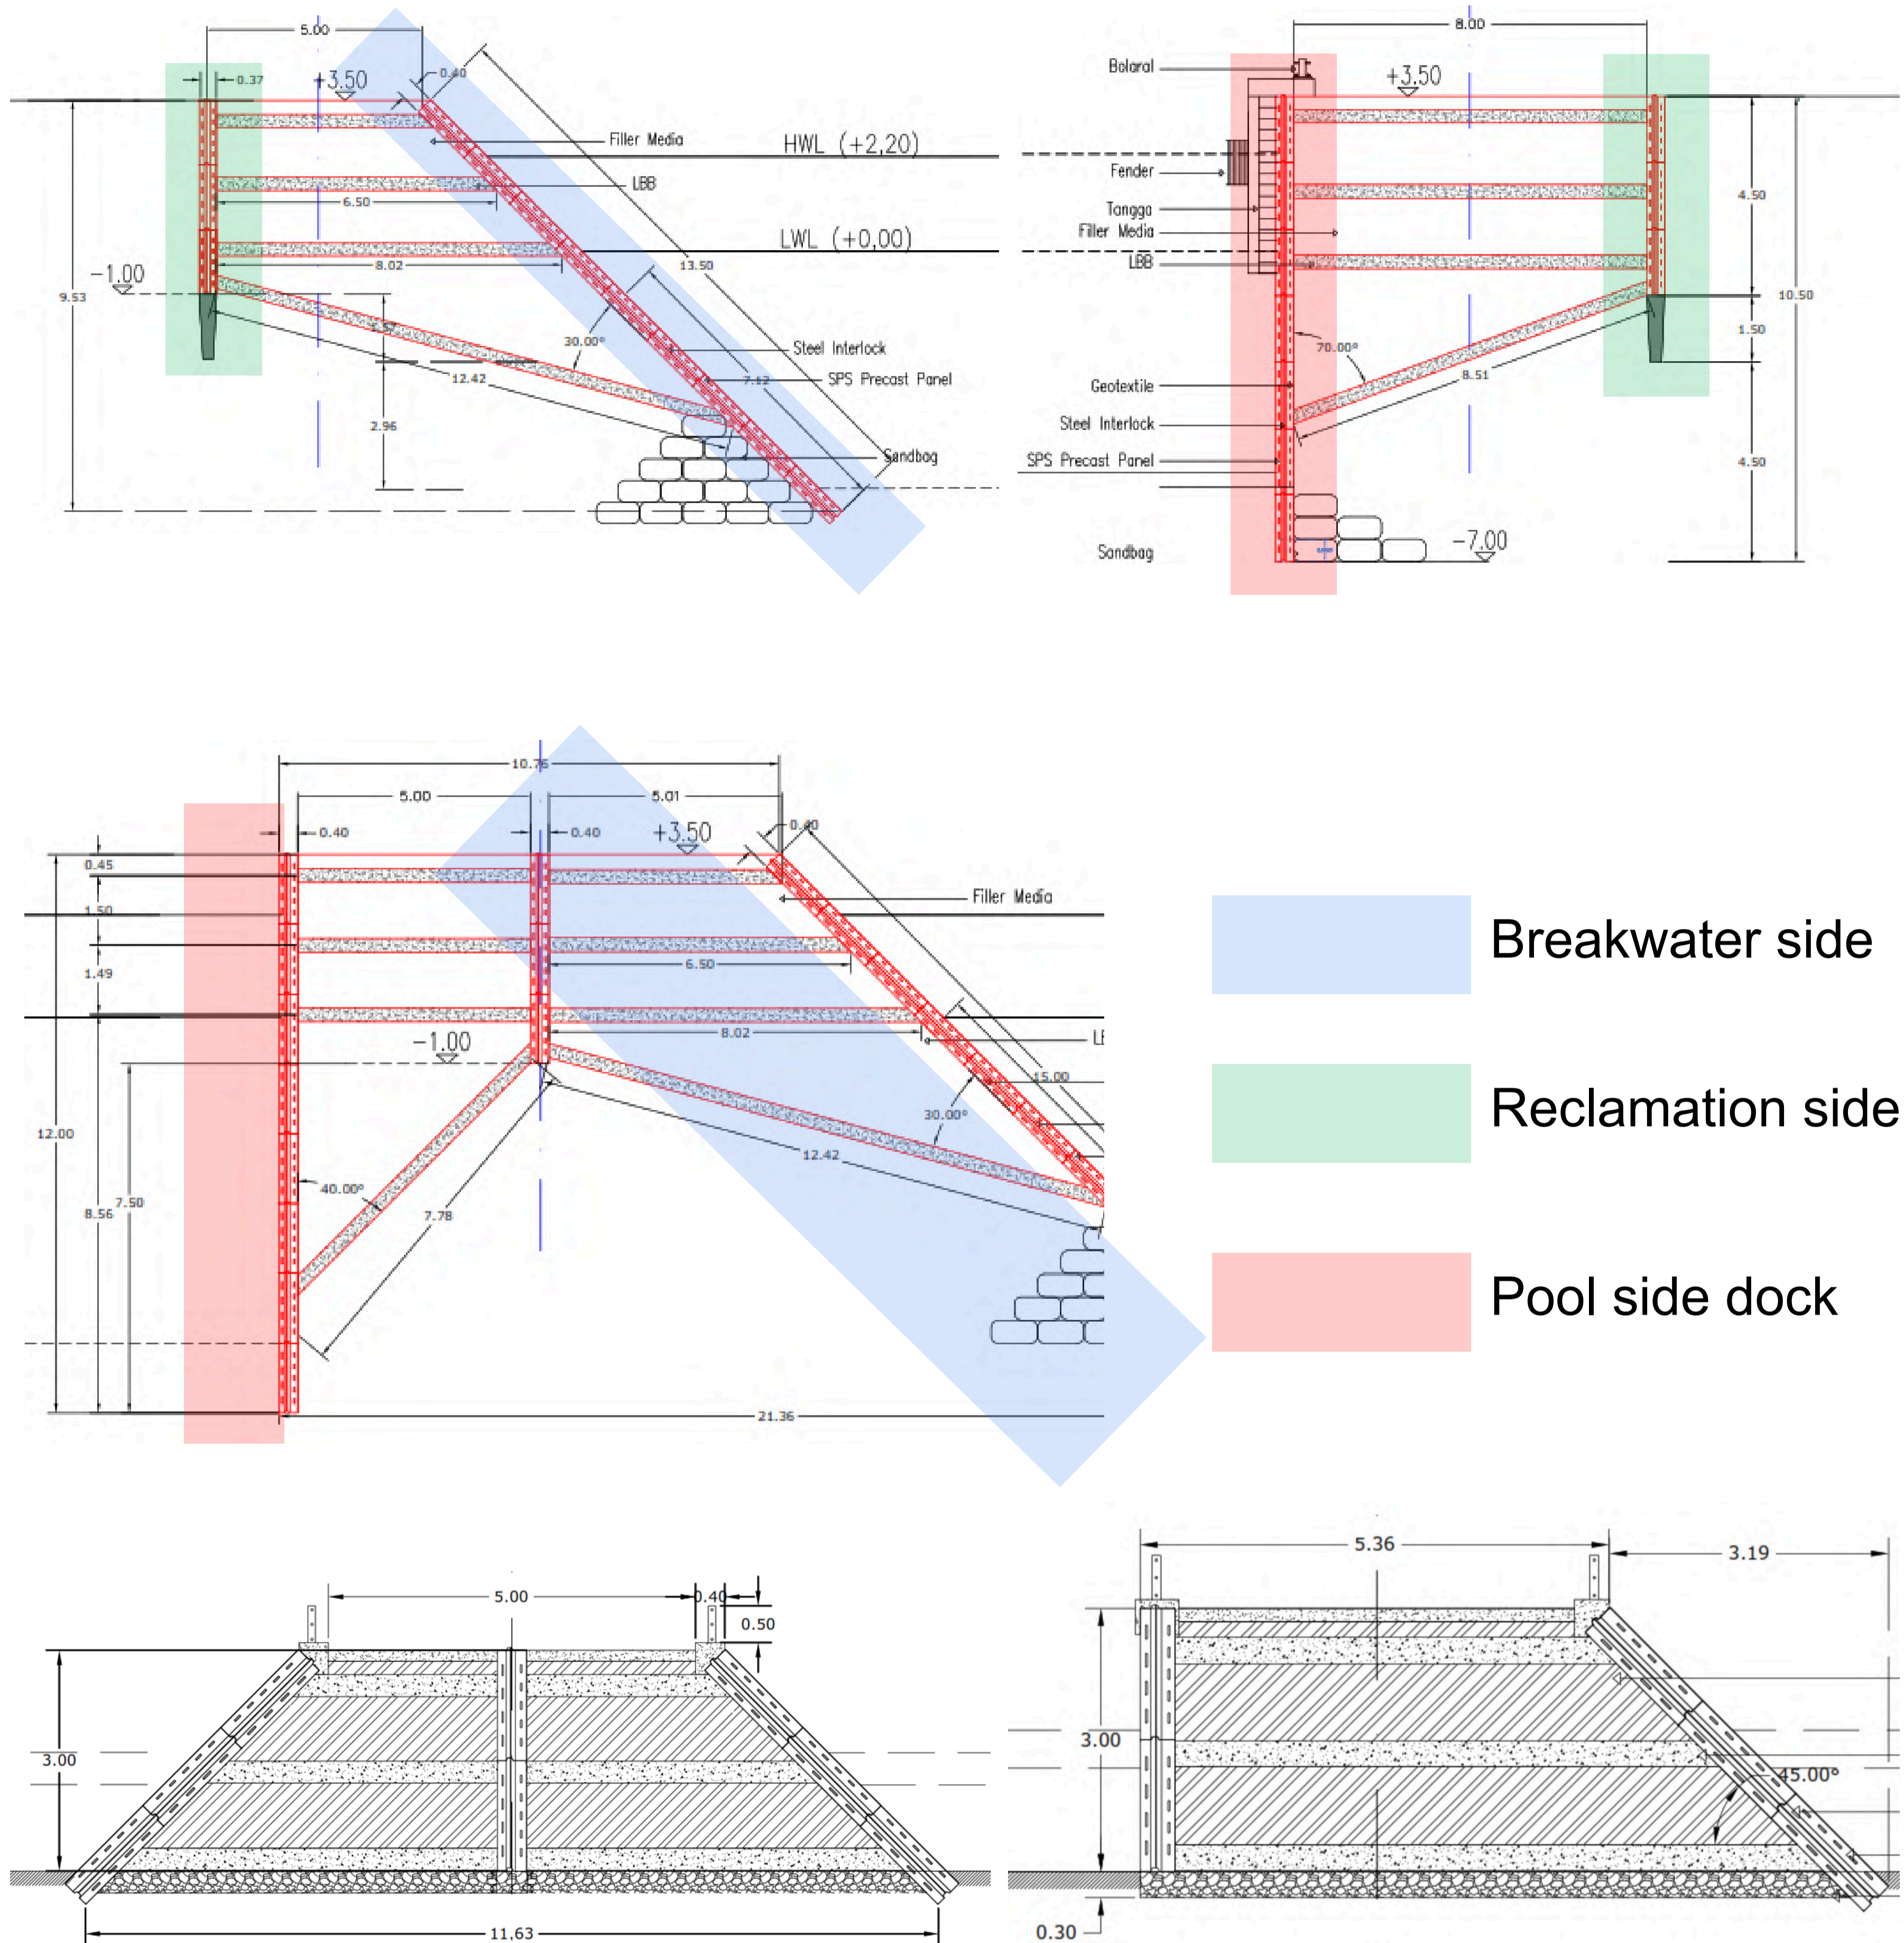 5.00
0.37
+3.50
0.40
Filler Media
HWL (+2,20)
LBB
6.50
LWL (+0,00)
8.02
13.50
-1.00
9.53
30.00°
Steel Interlock
12.42
7.12
SPS Precast Panel
2.96
Sandbag
8.00
Bolaral
+3.50
Fender
4.50
Tangga
Filler Media
LBB
10.50
1.50
70.00°
8.51
Geotextile
Steel Interlock
SPS Precast Panel
4.50
Sandbag
-7.00
10.76
5.00
5.01
0.40
0.40
+3.50
0.40
0.45
Filler Media
1.50
6.50
1.49
8.02
-1.00
15.00
30.00°
12.00
12.42
40.00°
7.50
8.56
7.78
21.36
Breakwater side
Reclamation side
Pool side dock
5.00
0.40
0.50
3.00
11,63
5.36
3.19
3.00
45.00°
0.30